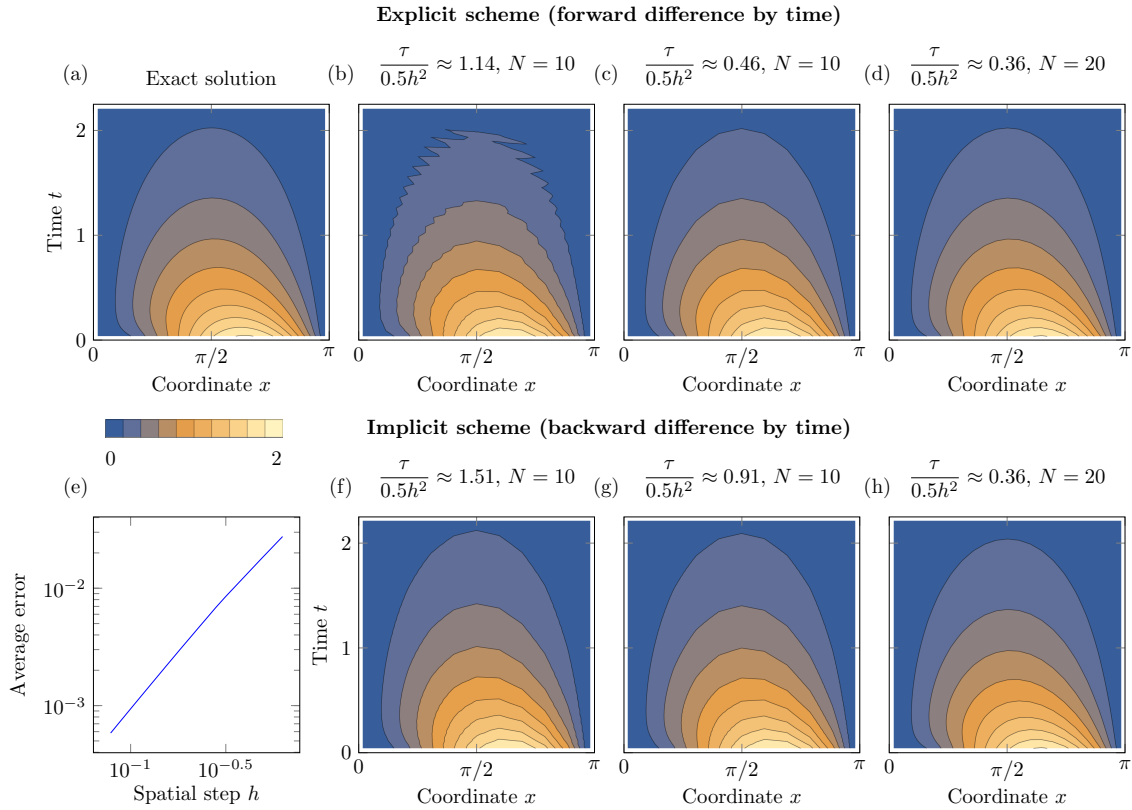 Explicit scheme (forward difference by time)
(a) Exact solution
(b) τ/0.5h² ≈ 1.14, N = 10
(c) τ/0.5h² ≈ 0.46, N = 10
(d) τ/0.5h² ≈ 0.36, N = 20
Time t
2
1
0
0 π/2 π
Coordinate x
0 π/2 π
Coordinate x
0 π/2 π
Coordinate x
0 π/2 π
Coordinate x
0 2
Implicit scheme (backward difference by time)
(e)
(f) τ/0.5h² ≈ 1.51, N = 10
(g) τ/0.5h² ≈ 0.91, N = 10
(h) τ/0.5h² ≈ 0.36, N = 20
Average error
10⁻²
10⁻³
10⁻¹ 10⁻⁰·⁵
Spatial step h
Time t
2
1
0
0 π/2 π
Coordinate x
0 π/2 π
Coordinate x
0 π/2 π
Coordinate x